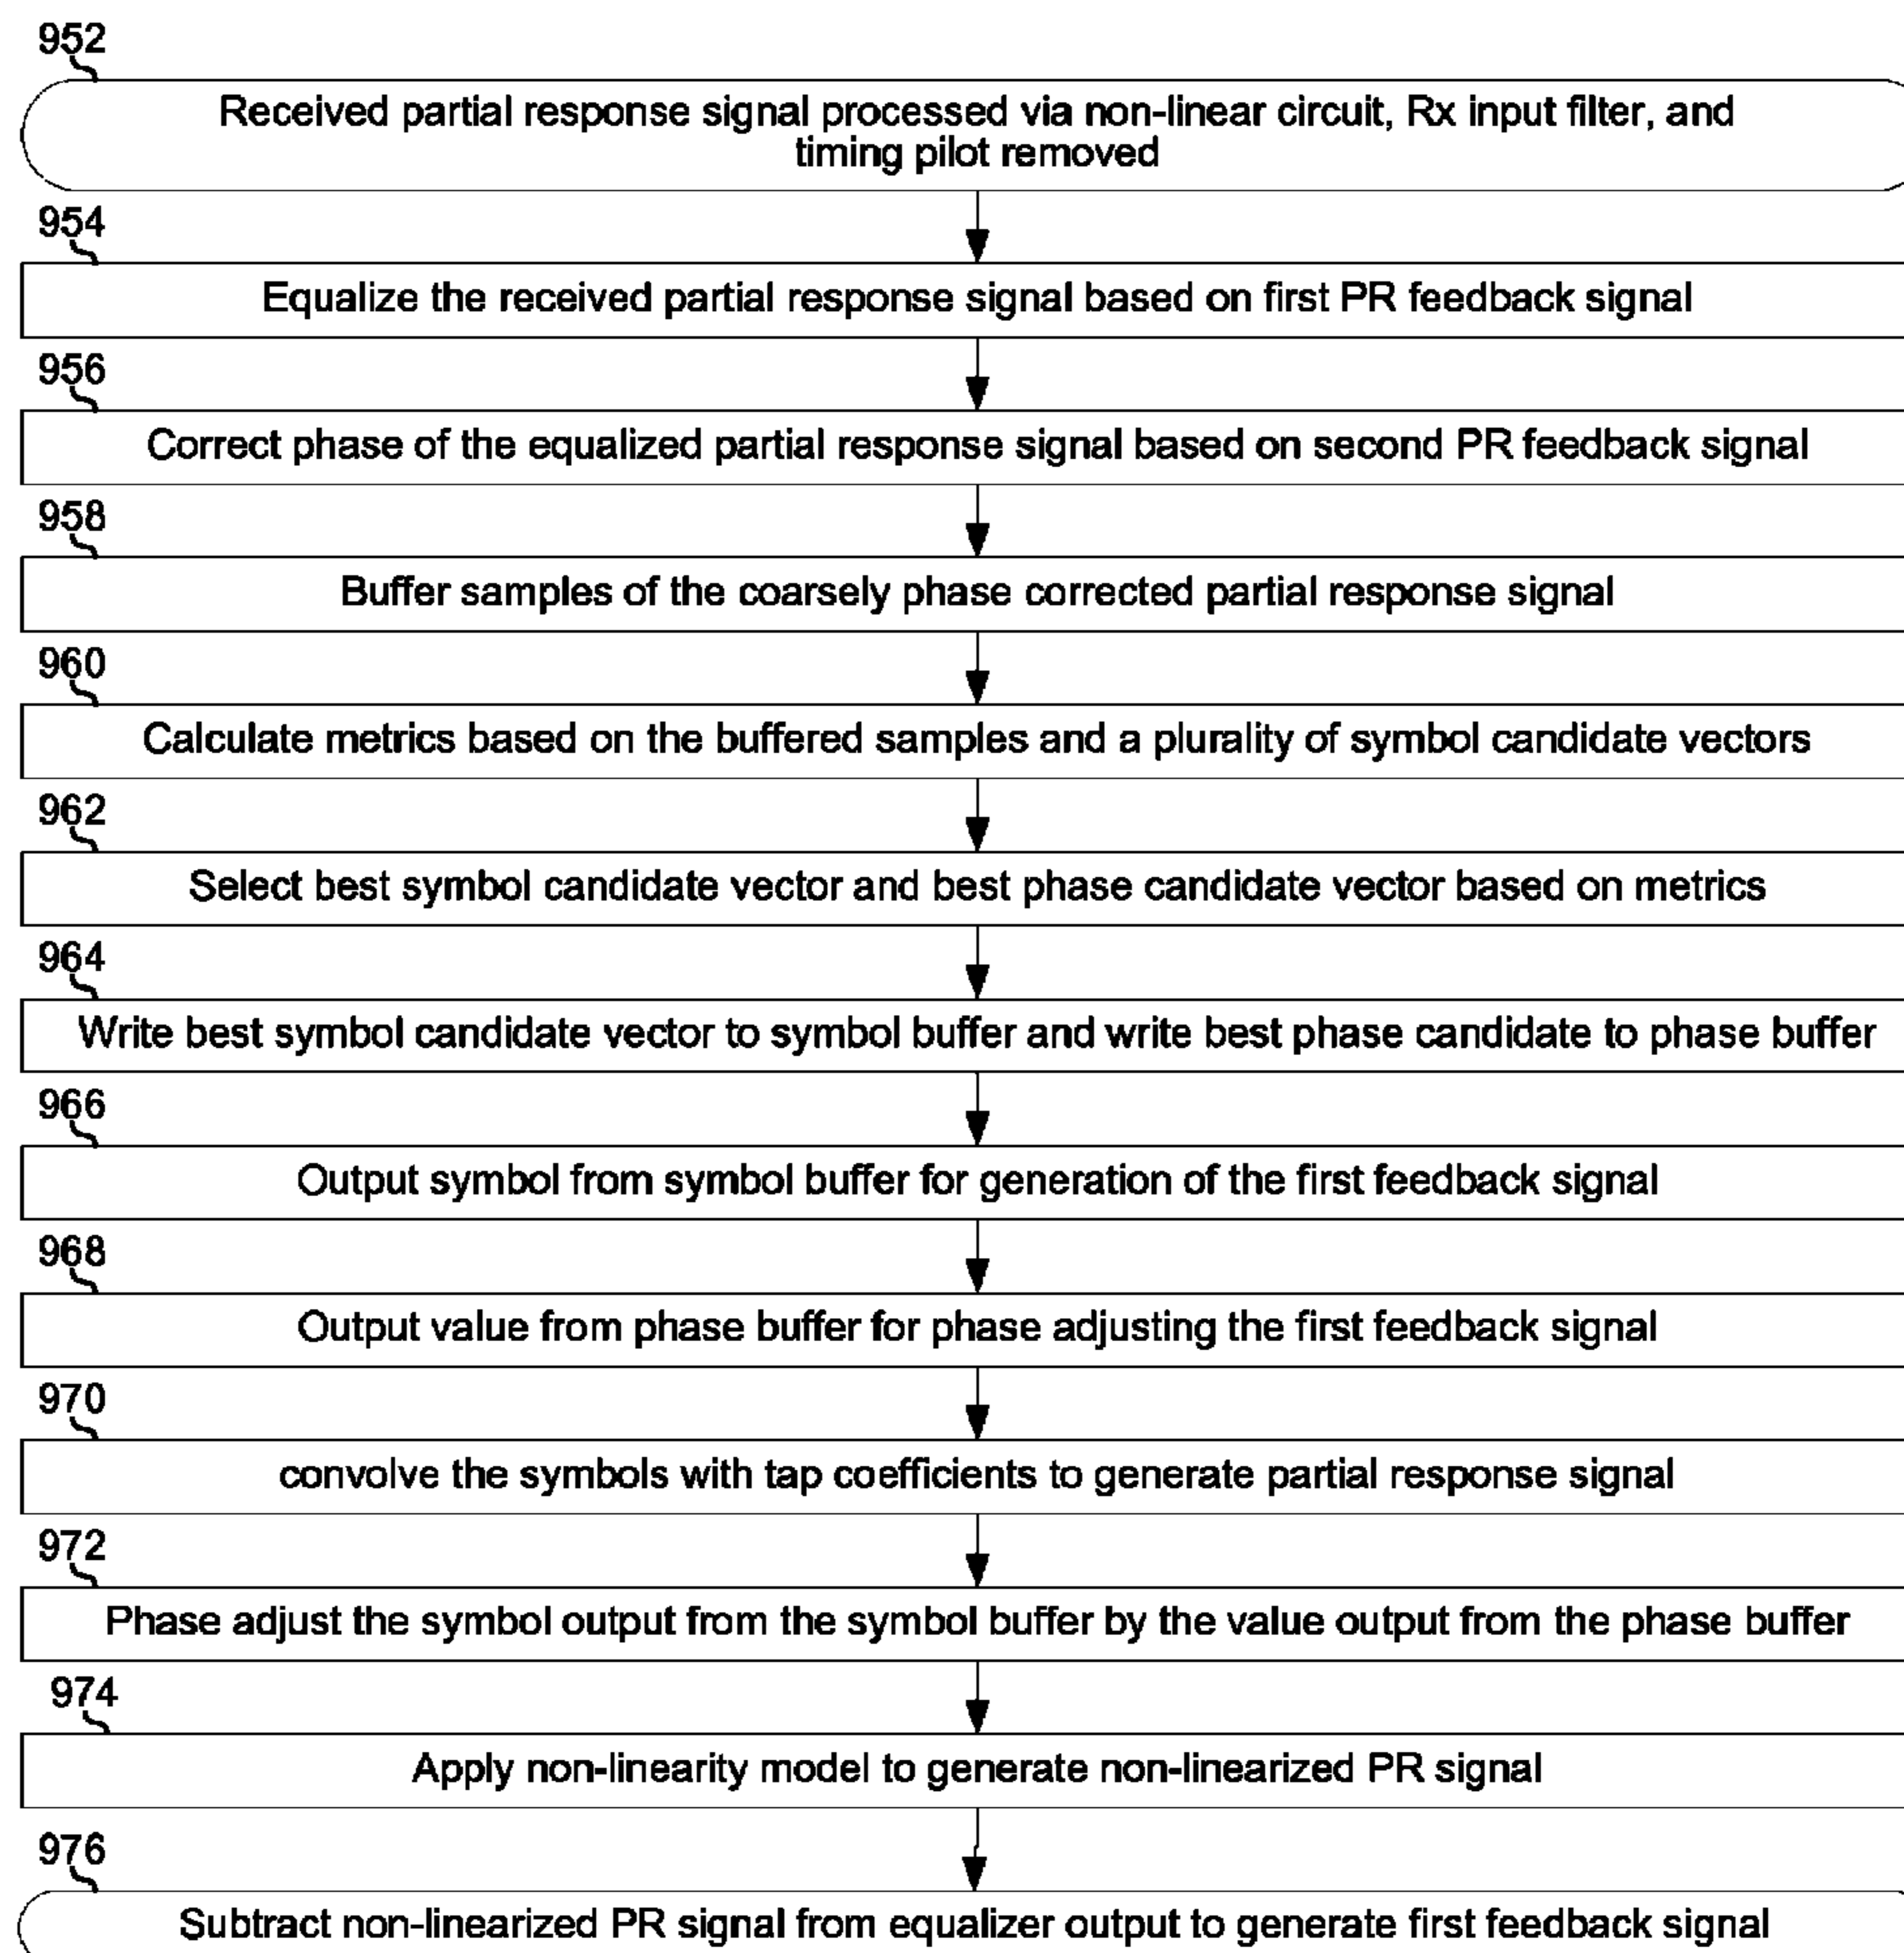 952
Received partial response signal processed via non-linear circuit, Rx input filter, and
timing pilot removed
954
Equalize the received partial response signal based on first PR feedback signal
956
Correct phase of the equalized partial response signal based on second PR feedback signal
958
Buffer samples of the coarsely phase corrected partial response signal
960
Calculate metrics based on the buffered samples and a plurality of symbol candidate vectors
962
Select best symbol candidate vector and best phase candidate vector based on metrics
964
Write best symbol candidate vector to symbol buffer and write best phase candidate to phase buffer
966
Output symbol from symbol buffer for generation of the first feedback signal
968
Output value from phase buffer for phase adjusting the first feedback signal
970
convolve the symbols with tap coefficients to generate partial response signal
972
Phase adjust the symbol output from the symbol buffer by the value output from the phase buffer
974
Apply non-linearity model to generate non-linearized PR signal
976
Subtract non-linearized PR signal from equalizer output to generate first feedback signal